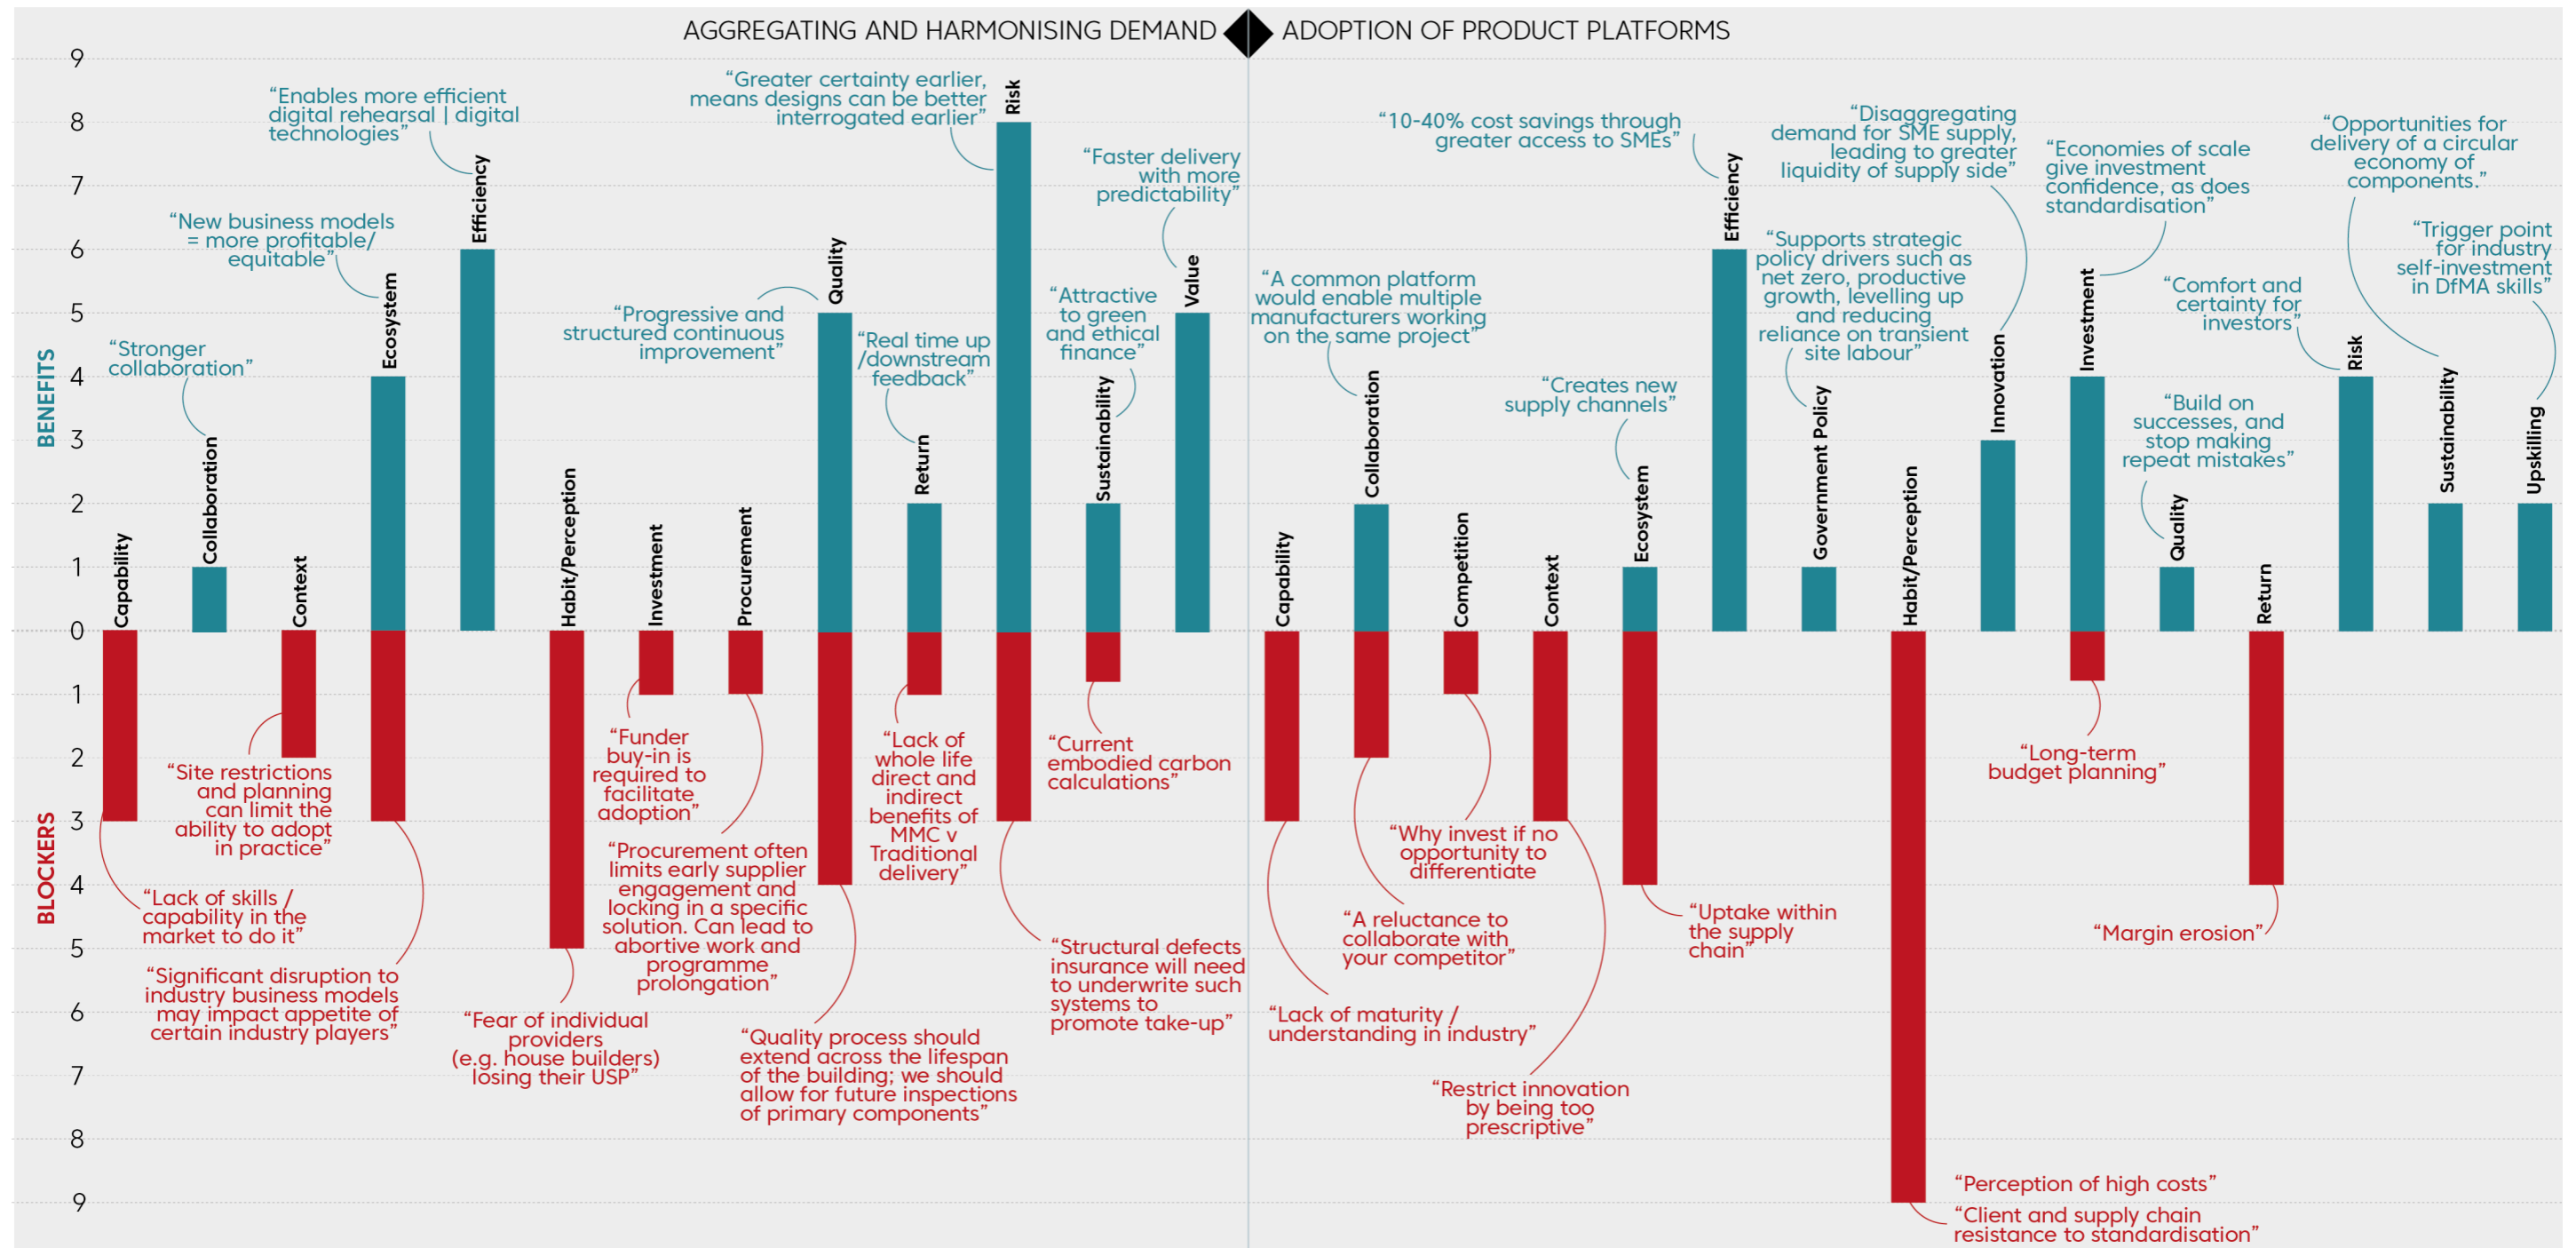 AGGREGATING AND HARMONISING DEMAND
ADOPTION OF PRODUCT PLATFORMS
BENEFITS
BLOCKERS
9
8
7
6
5
4
3
2
1
0
1
2
3
4
5
6
7
8
9
Capability
“Lack of skills /
capability in the
market to do it”
“Stronger
collaboration”
Collaboration
Context
“Site restrictions
and planning
can limit the
ability to adopt
in practice”
“New business models
= more profitable/
equitable”
Ecosystem
“Significant disruption to
industry business models
may impact appetite of
certain industry players”
“Enables more efficient
digital rehearsal | digital
technologies”
Efficiency
Habit/Perception
“Fear of individual
providers
(e.g. house builders)
losing their USP”
Investment
“Funder
buy-in is
required to
facilitate
adoption”
Procurement
“Procurement often
limits early supplier
engagement and
locking in a specific
solution. Can lead to
abortive work and
programme
prolongation”
“Progressive and
structured continuous
improvement”
Quality
“Quality process should
extend across the lifespan
of the building; we should
allow for future inspections
of primary components”
“Real time up
/downstream
feedback”
Return
“Lack of
whole life
direct and
indirect
benefits of
MMC v
Traditional
delivery”
“Greater certainty earlier,
means designs can be better
interrogated earlier”
Risk
“Structural defects
insurance will need
to underwrite such
systems to
promote take-up”
“Attractive
to green
and ethical
finance”
Sustainability
“Current
embodied carbon
calculations”
“Faster delivery
with more
predictability”
Value
Capability
“Lack of maturity /
understanding in industry”
“A common platform
would enable multiple
manufacturers working
on the same project”
Collaboration
“A reluctance to
collaborate with
your competitor”
Competition
“Why invest if no
opportunity to
differentiate
Context
“Restrict innovation
by being too
prescriptive”
“Creates new
supply channels”
Ecosystem
“Uptake within
the supply
chain”
“10-40% cost savings through
greater access to SMEs”
Efficiency
“Supports strategic
policy drivers such as
net zero, productive
growth, levelling up
and reducing
reliance on transient
site labour”
Government Policy
Habit/Perception
“Perception of high costs”
“Client and supply chain
resistance to standardisation”
“Disaggregating
demand for SME supply,
leading to greater
liquidity of supply side”
Innovation
“Economies of scale
give investment
confidence, as does
standardisation”
Investment
“Long-term
budget planning”
“Build on
successes, and
stop making
repeat mistakes”
Quality
Return
“Margin erosion”
“Comfort and
certainty for
investors”
Risk
“Opportunities for
delivery of a circular
economy of
components.”
Sustainability
“Trigger point
for industry
self-investment
in DfMA skills”
Upskilling